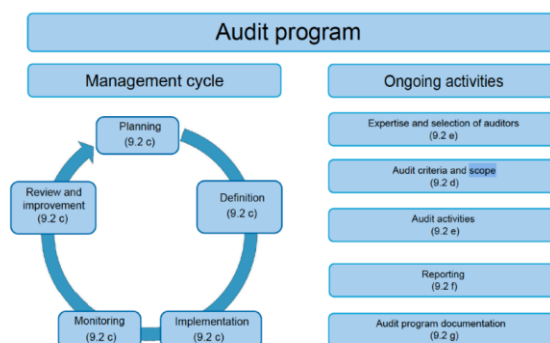 Audit program
Management cycle
Planning
(9.2 c)
Definition
(9.2 c)
Implementation
(9.2 c)
Monitoring
(9.2 c)
Review and
improvement
(9.2 c)
Ongoing activities
Expertise and selection of auditors
(9.2 e)
Audit criteria and scope
(9.2 d)
Audit activities
(9.2 e)
Reporting
(9.2 f)
Audit program documentation
(9.2 g)